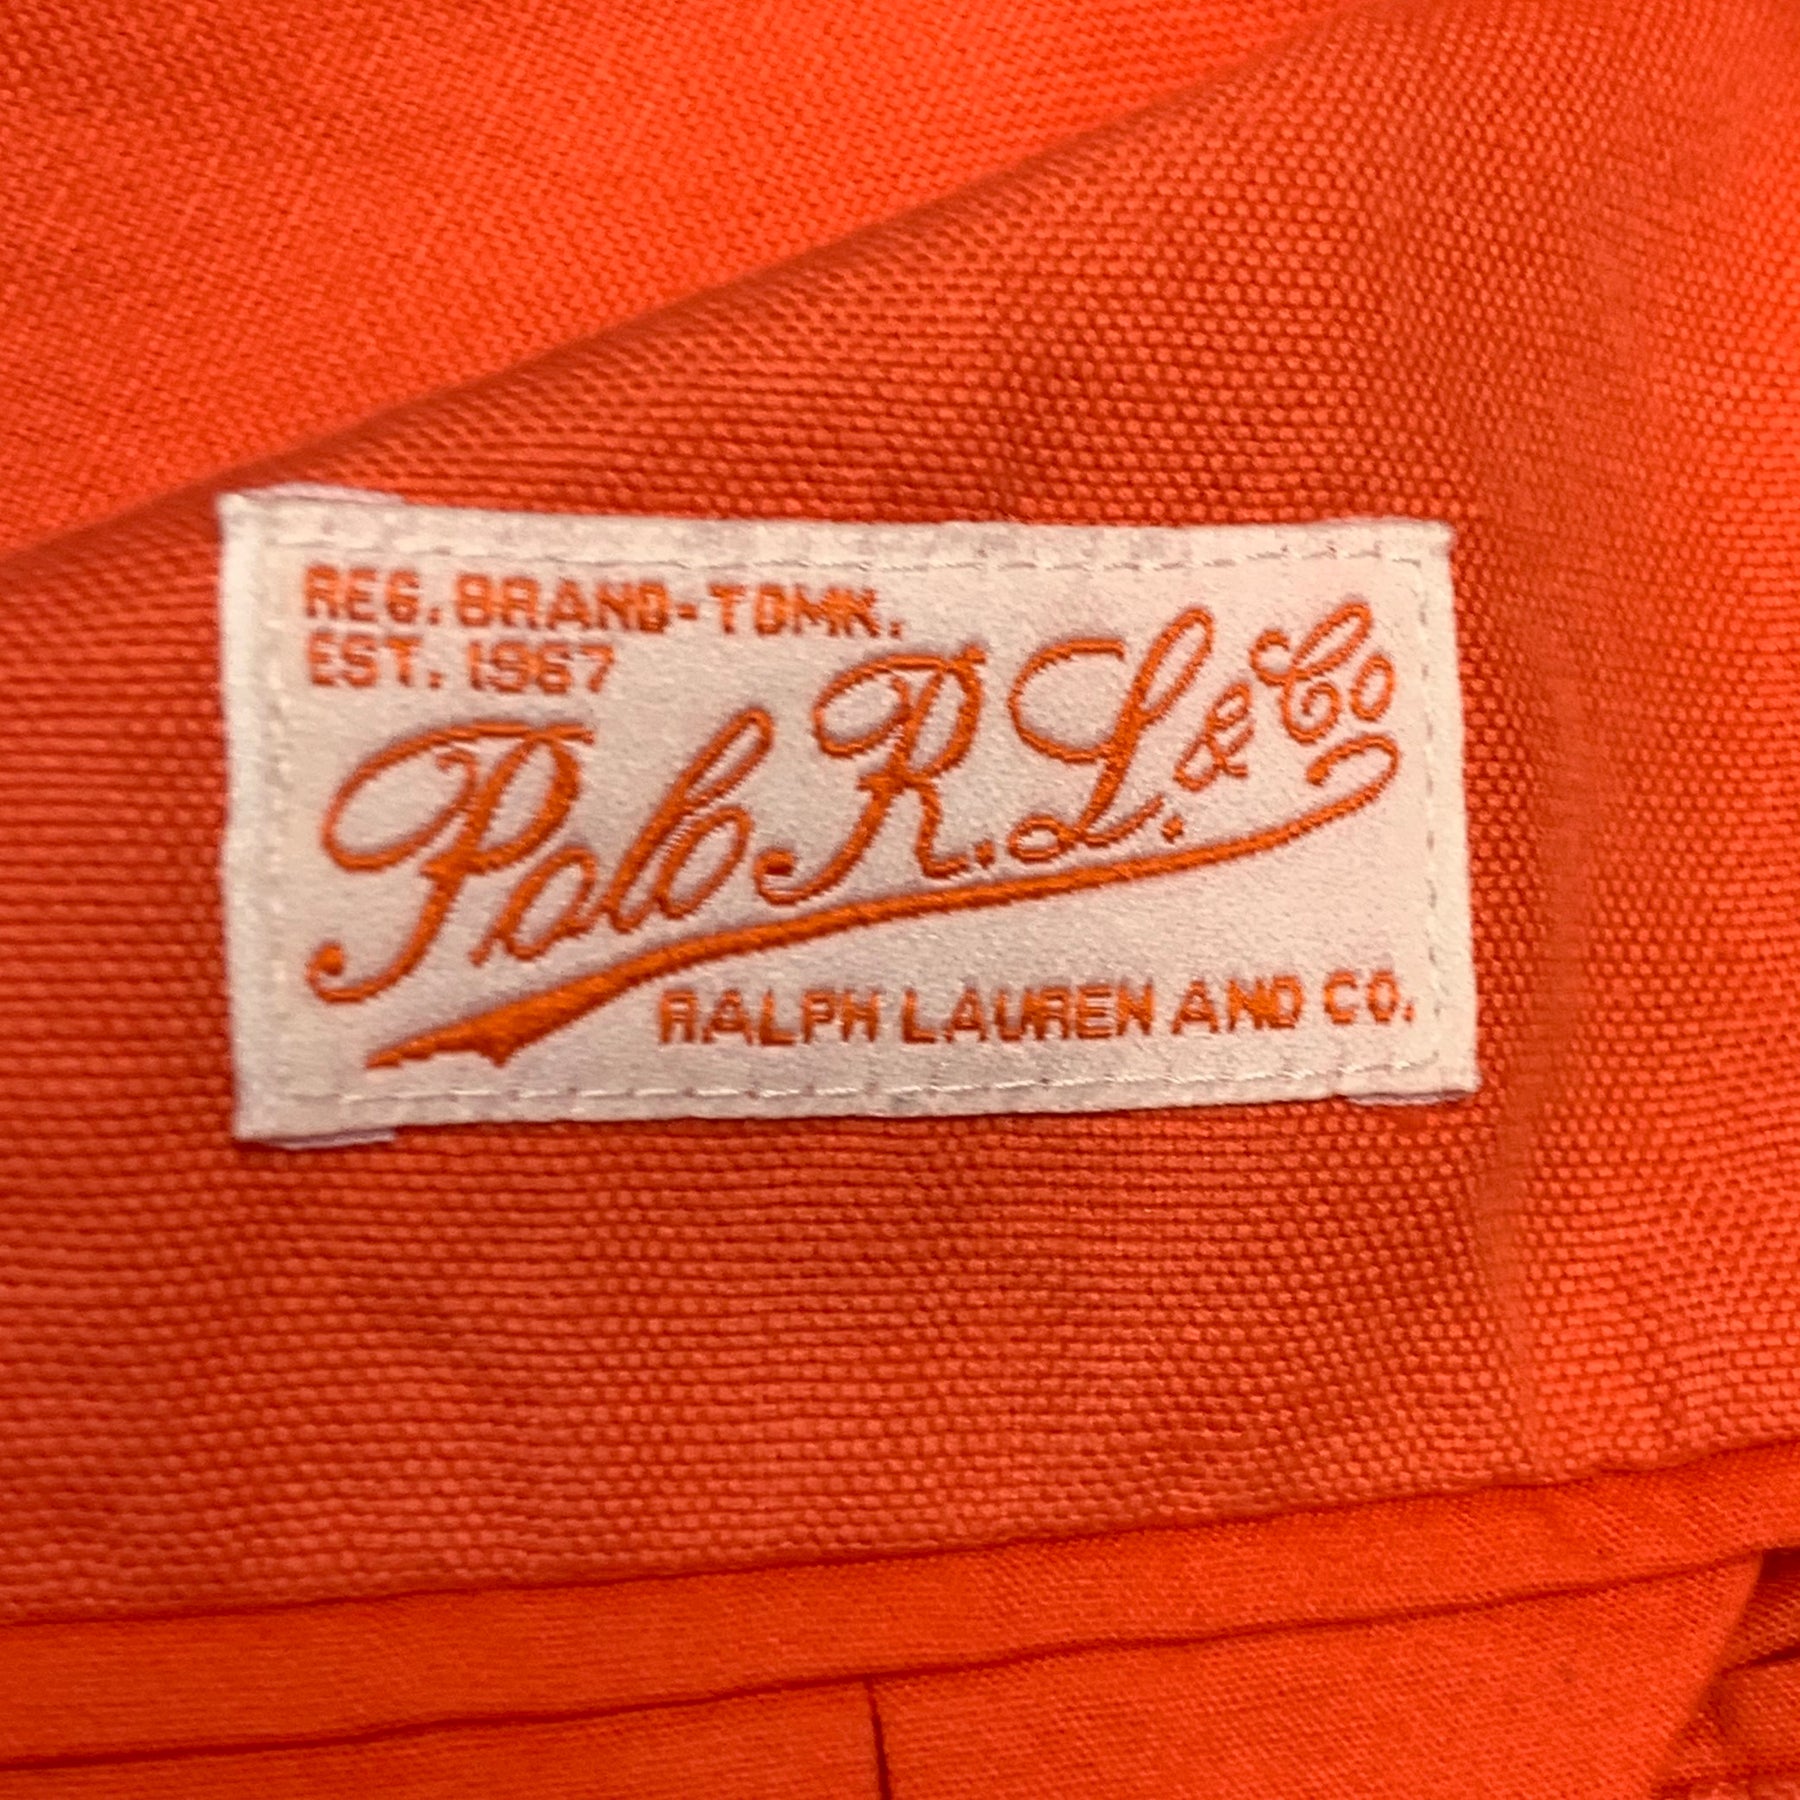 REG. BRAND-TDMK.
EST. 1967
Polo R.L. & Co
RALPH LAUREN AND CO.